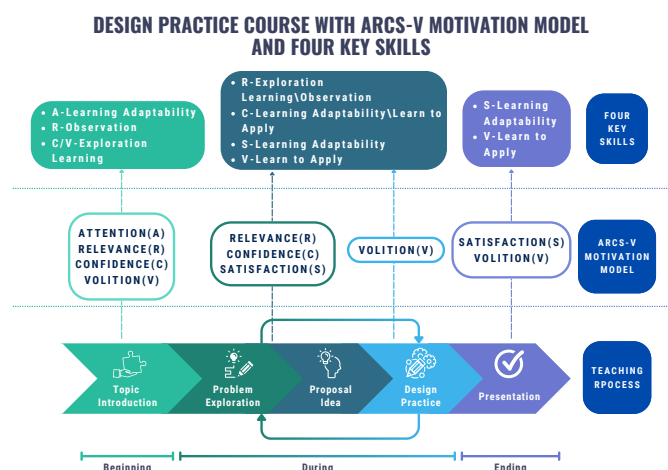 DESIGN PRACTICE COURSE WITH ARCS-V MOTIVATION MODEL
AND FOUR KEY SKILLS
• A-Learning Adaptability
• R-Observation
• C/V-Exploration
Learning
• R-Exploration
Learning\Observation
• C-Learning Adaptability\Learn to
Apply
• S-Learning Adaptability
• V-Learn to Apply
• S-Learning
Adaptability
• V-Learn to
Apply
FOUR
KEY
SKILLS
ATTENTION(A)
RELEVANCE(R)
CONFIDENCE(C)
VOLITION(V)
RELEVANCE(R)
CONFIDENCE(C)
SATISFACTION(S)
VOLITION(V)
SATISFACTION(S)
VOLITION(V)
ARCS-V
MOTIVATION
MODEL
Topic
Introduction
Problem
Exploration
Proposal
Idea
Design
Practice
Presentation
TEACHING
RPOCESS
Beginning
During
Ending